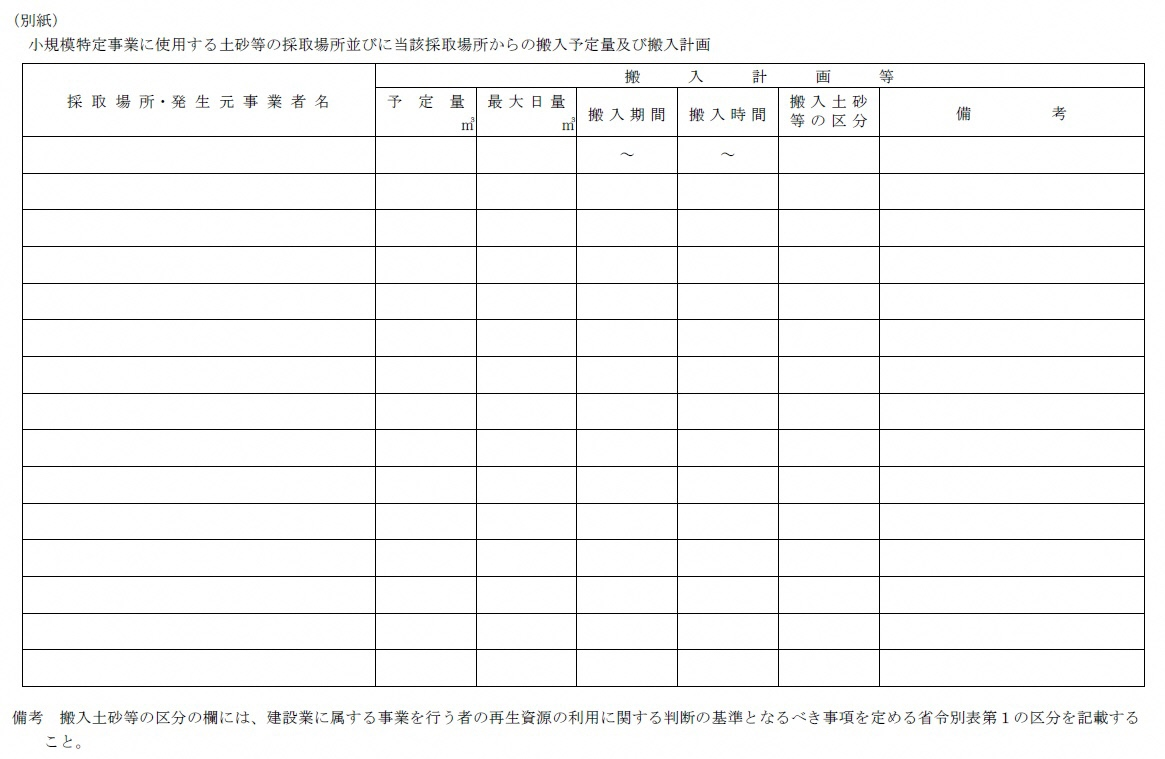 （別紙）
小規模特定事業に使用する土砂等の採取場所並びに当該採取場所からの搬入予定量及び搬入計画
採取場所・発生元事業者名
搬入計画等
予定量
㎥
最大日量
㎥
搬入期間
搬入時間
搬入土砂
等の区分
備考
～
～
備考　搬入土砂等の区分の欄には、建設業に属する事業を行う者の再生資源の利用に関する判断の基準となるべき事項を定める省令別表第１の区分を記載する
こと。